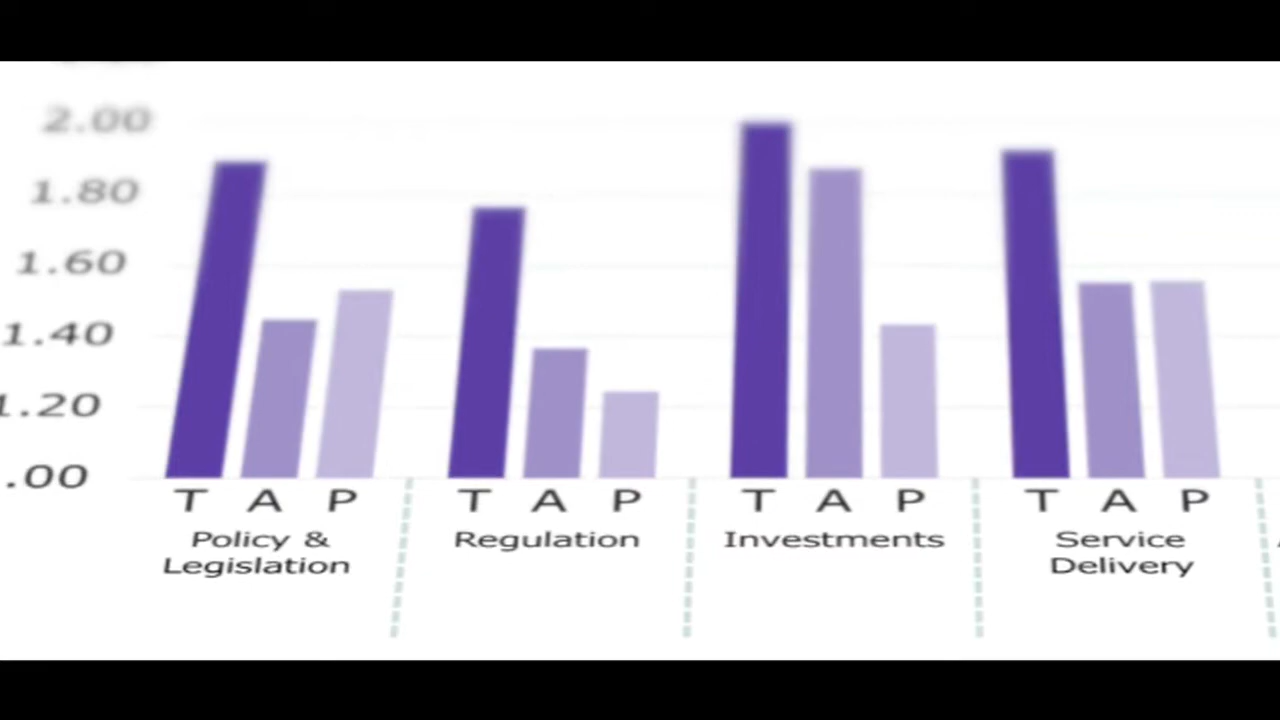 2.00
1.80
1.60
1.40
1.20
.00
T A P T A P T A P T A P
Policy & Legislation
Regulation
Investments
Service Delivery